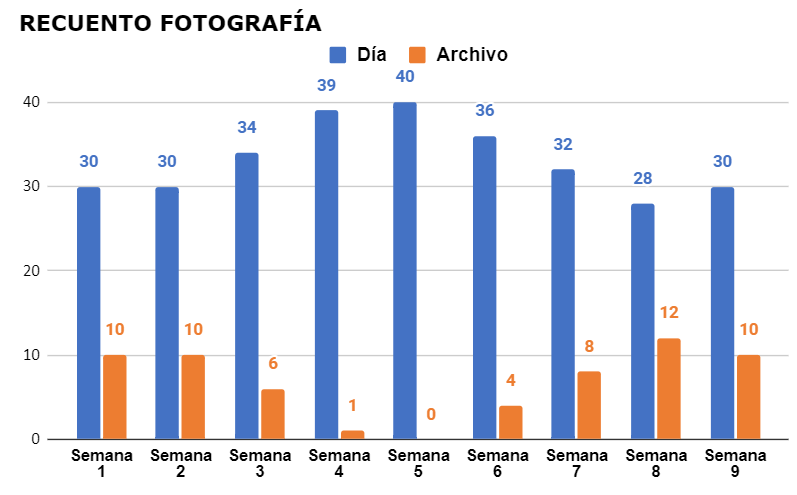 RECUENTO FOTOGRAFÍA
Día Archivo
40
30
20
10
0
30 10
30 10
34 6
39 1
40 0
36 4
32 8
28 12
30 10
Semana 1
Semana 2
Semana 3
Semana 4
Semana 5
Semana 6
Semana 7
Semana 8
Semana 9